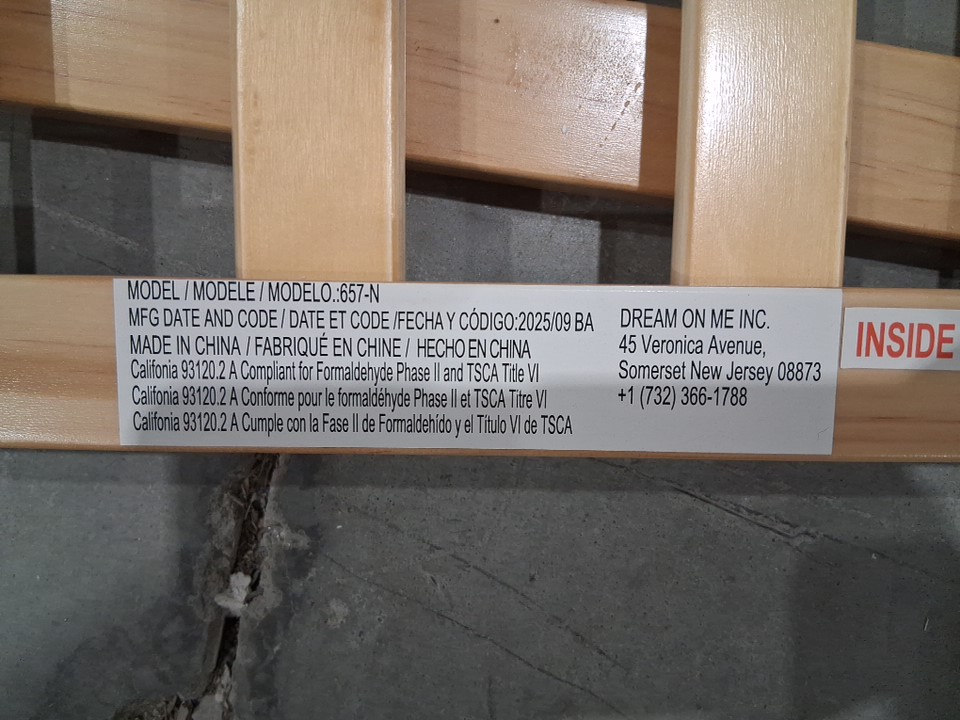 MODEL / MODELE / MODELO.:657-N
MFG DATE AND CODE / DATE ET CODE /FECHA Y CÓDIGO:2025/09 BA
MADE IN CHINA / FABRIQUÉ EN CHINE / HECHO EN CHINA
Califonia 93120.2 A Compliant for Formaldehyde Phase II and TSCA Title VI
Califonia 93120.2 A Conforme pour le formaldéhyde Phase II et TSCA Titre VI
Califonia 93120.2 A Cumple con la Fase II de Formaldehído y el Título VI de TSCA
DREAM ON ME INC.
45 Veronica Avenue,
Somerset New Jersey 08873
+1 (732) 366-1788
INSIDE